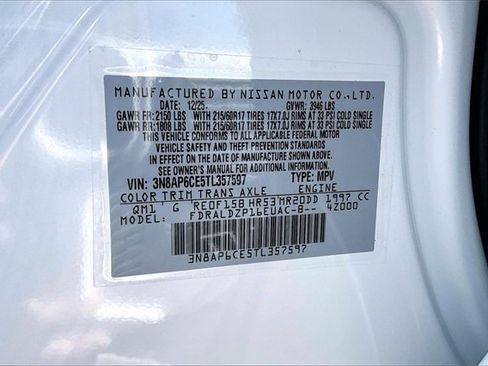 MANUFACTURED BY NISSAN MOTOR CO.,LTD.
DATE: 12/25 GVWR: 3946 LBS
GAWR FR: 2150 LBS WITH - 215/60R17 TIRES 17X7.0J RIMS AT 33 PSI COLD SINGLE
GAWR RR: 1808 LBS WITH - 215/60R17 TIRES 17X7.0J RIMS AT 33 PSI COLD SINGLE
THIS VEHICLE CONFORMS TO ALL APPLICABLE FEDERAL MOTOR
VEHICLE SAFETY AND THEFT PREVENTION STANDARDS
IN EFFECT ON THE DATE OF MANUFACTURE SHOWN ABOVE.
SEE OWNERS MANUAL FOR ADDITIONAL INFORMATION
VIN: 3N8AP6CE5TL357597 TYPE: MPV
COLOR TRIM TRANS AXLE ENGINE
QM1 G RE0F15B HR53 MR20DD 1997 CC
MODEL: FDRALDZP16EUAC-B-- 4Z000
3N8AP6CE5TL357597